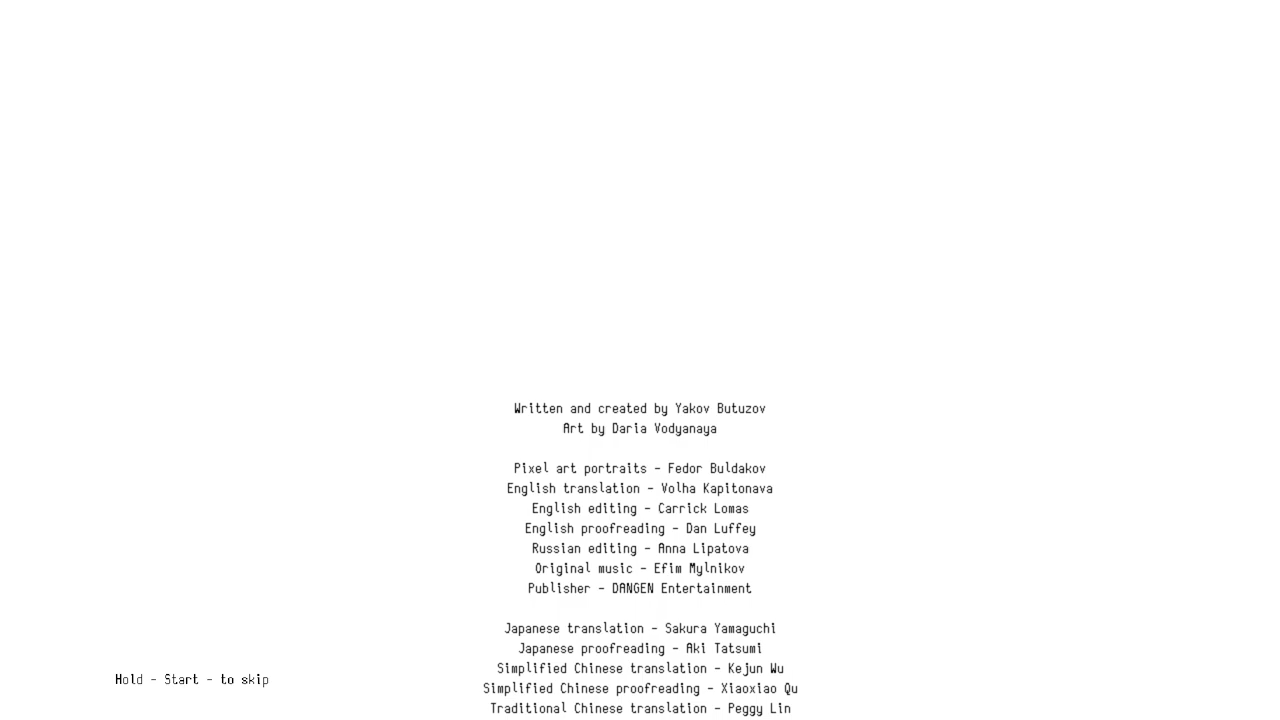 Written and created by Yakov Butuzov
Art by Daria Vodyanaya
Pixel art portraits - Fedor Buldakov
English translation - Volha Kapitonava
English editing - Carrick Lomas
English proofreading - Dan Luffey
Russian editing - Anna Lipatova
Original music - Efim Mylnikov
Publisher - DANGEN Entertainment
Japanese translation - Sakura Yamaguchi
Japanese proofreading - Aki Tatsumi
Simplified Chinese translation - Kejun Wu
Simplified Chinese proofreading - Xiaoxiao Qu
Traditional Chinese translation - Peggy Lin
Hold - Start - to skip